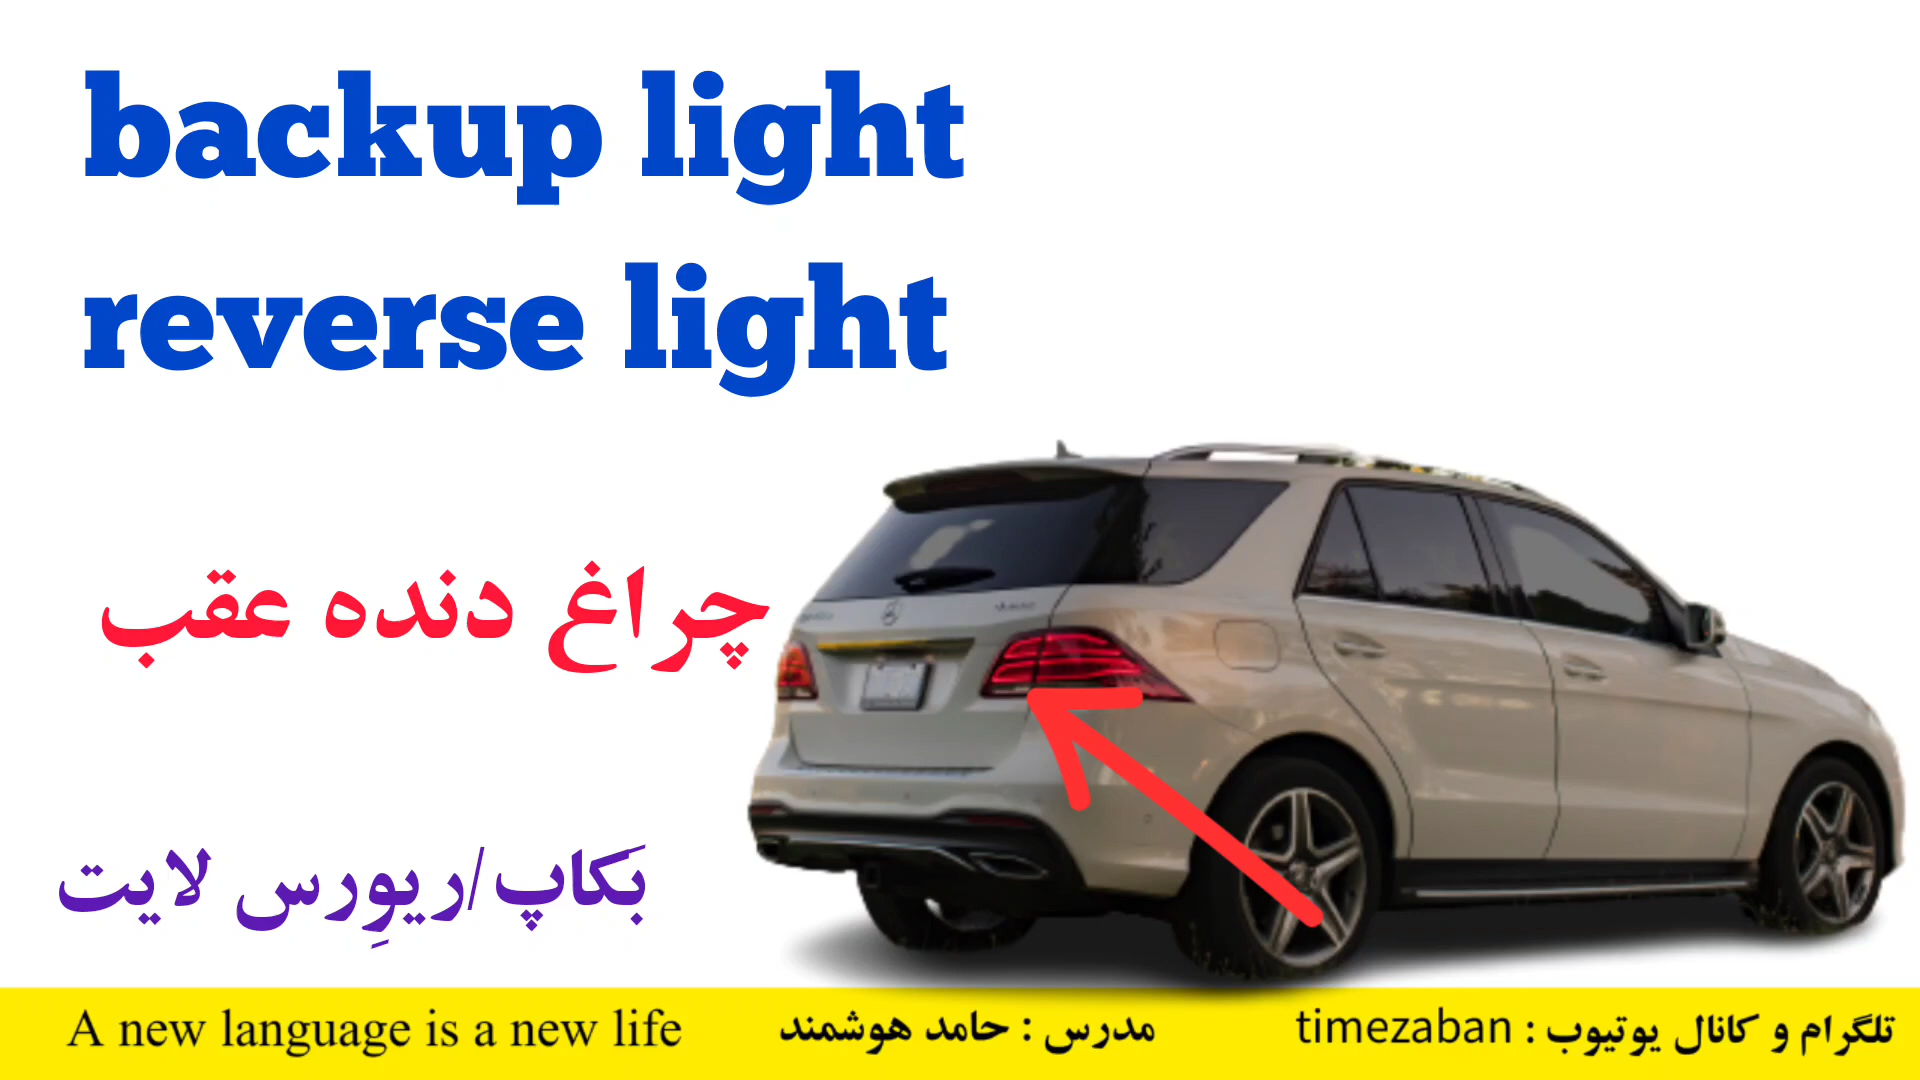 backup light
reverse light
چراغ دنده عقب
بَکاپ/ریوِرس لایت
A new language is a new life
مدرس : حامد هوشمند
تلگرام و کانال یوتیوب : timezaban